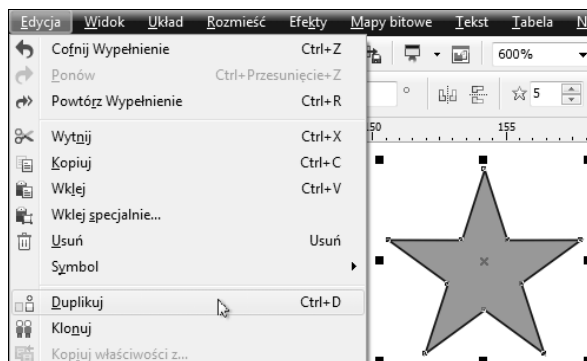 Edycja Widok Układ Rozmieść Efekty Mapy bitowe Tekst Tabela N
Cofnij Wypełnienie Ctrl+Z
Ponów Ctrl+Przesunięcie+Z
Powtórz Wypełnienie Ctrl+R
Wytnij Ctrl+X
Kopiuj Ctrl+C
Wklej Ctrl+V
Wklej specjalnie...
Usuń Usuń
Symbol
Duplikuj Ctrl+D
Klonuj
Kopiuj właściwości z...
600%
° 5
150 155